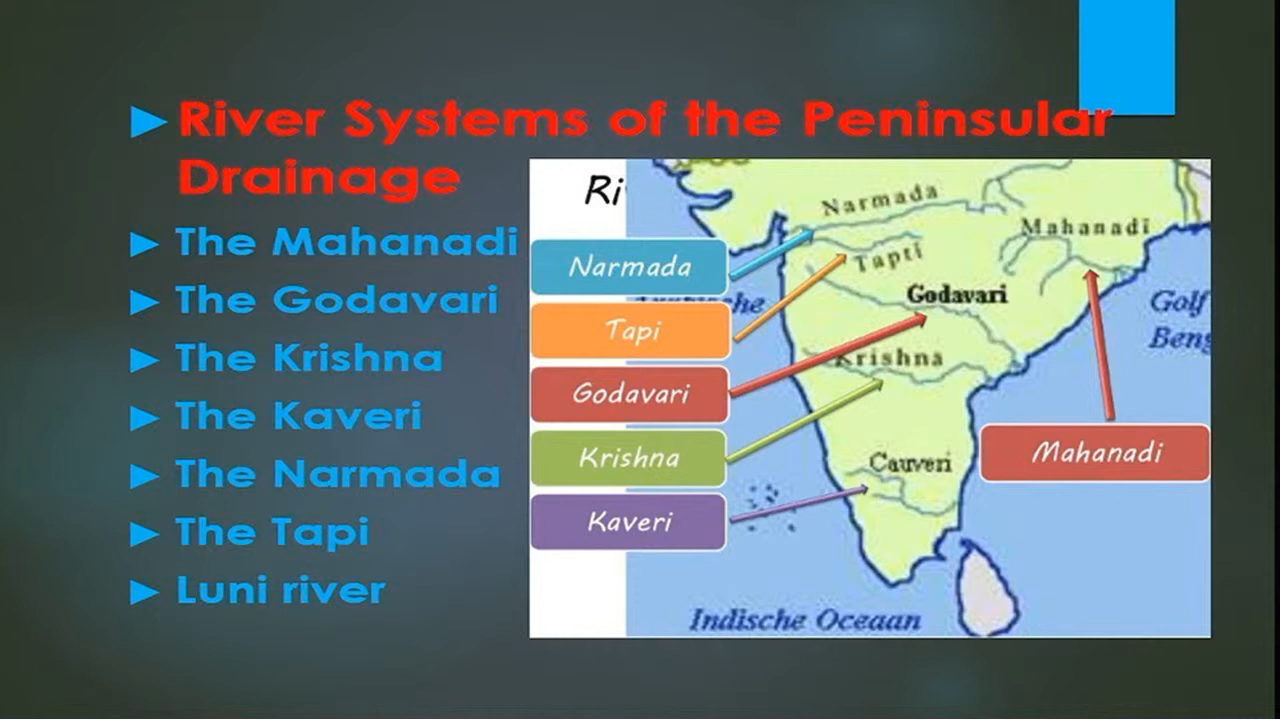 River Systems of the Peninsular
Drainage
The Mahanadi
The Godavari
The Krishna
The Kaveri
The Narmada
The Tapi
Luni river
Ri
Narmada
Tapi
Godavari
Krishna
Kaveri
Mahanadi
Narmada
Mahanadi
Tapti
Godavari
Krishna
Cauveri
Golf
Beng
Indische Oceaan